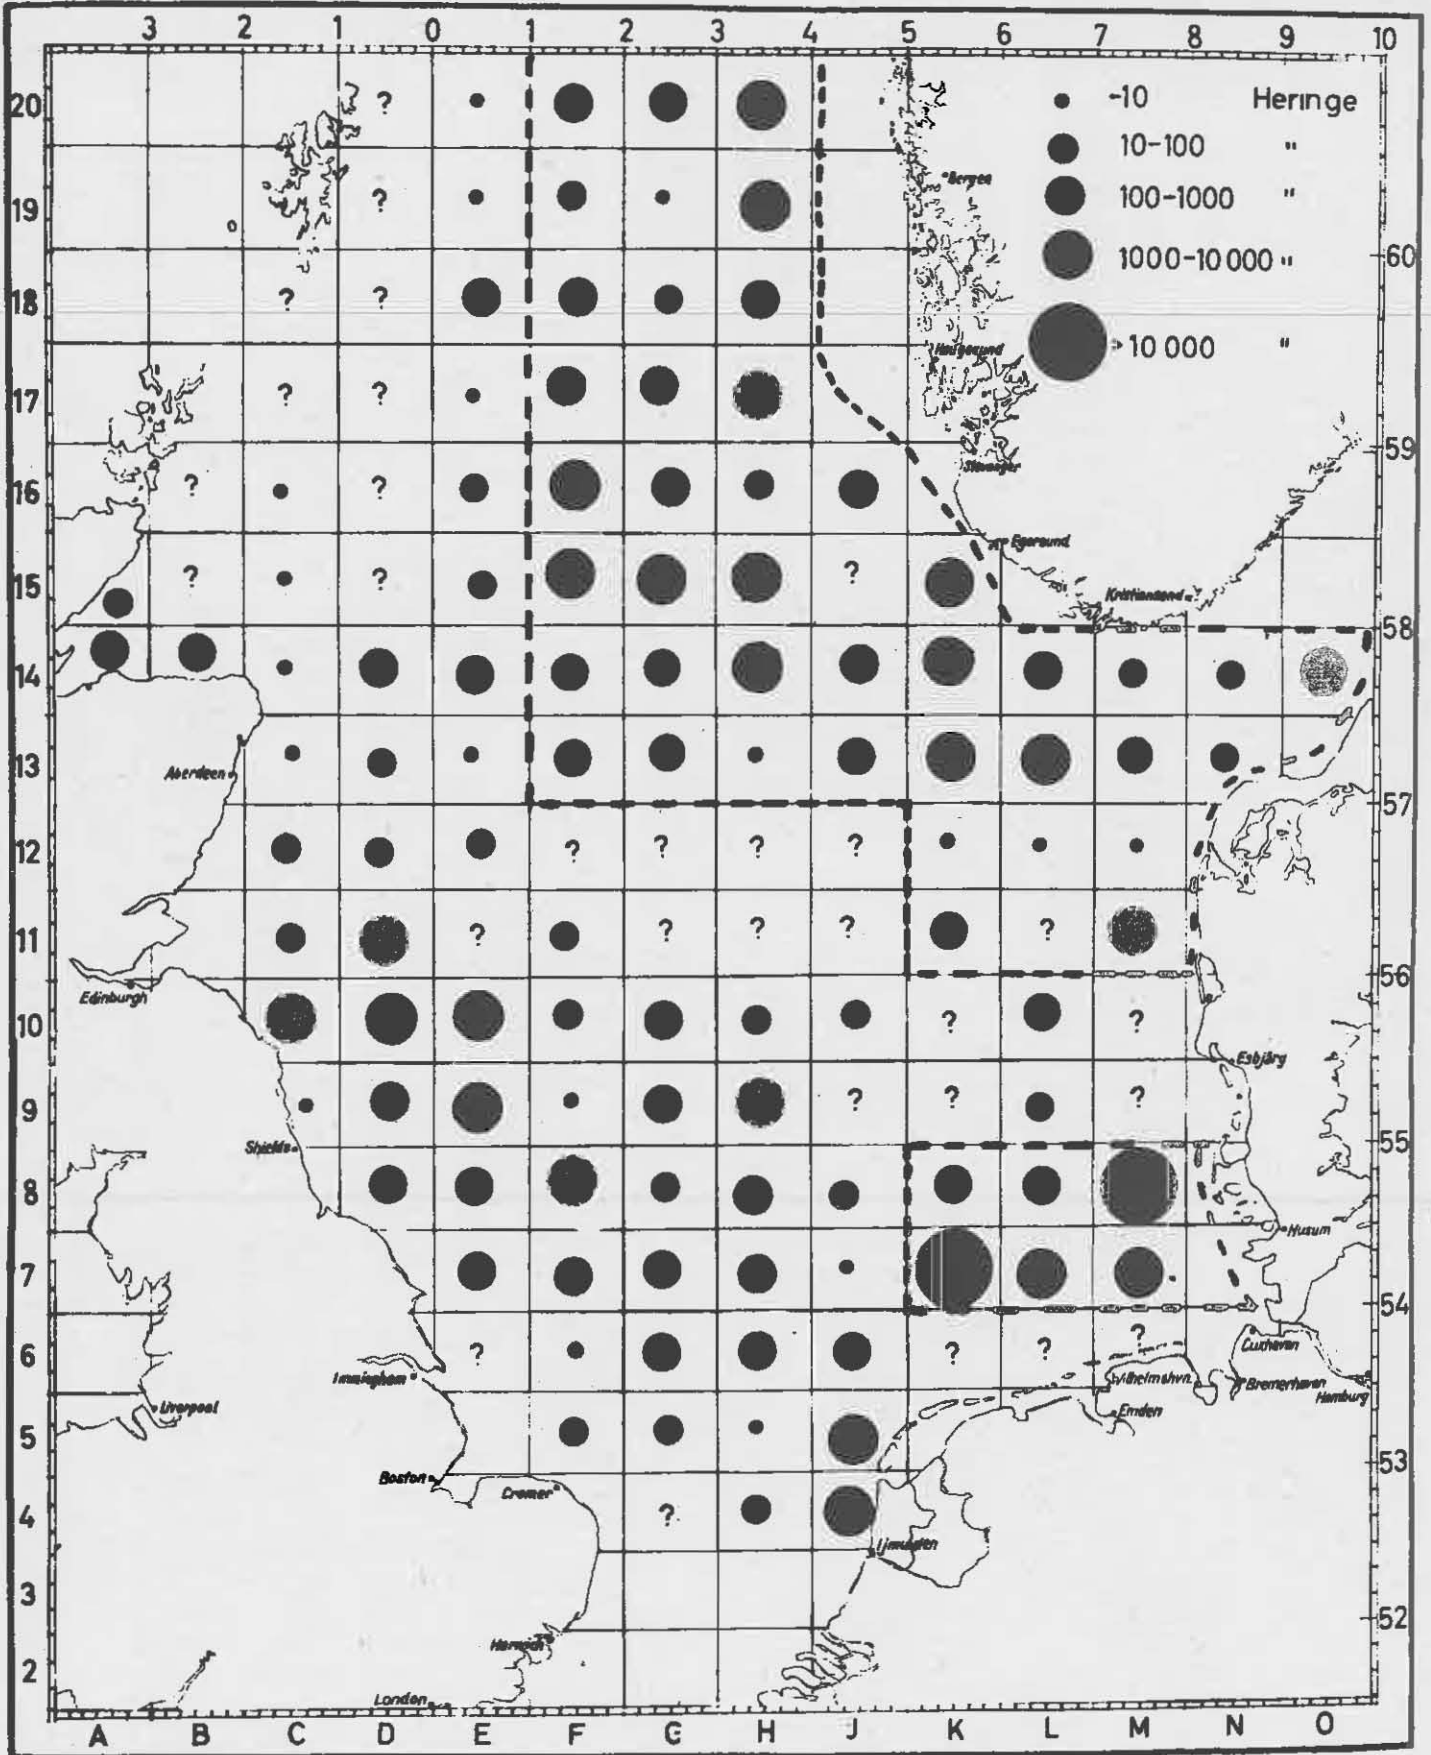 3 2 1 0 1 2 3 4 5 6 7 8 9 10
20 ? -10 Heringe
10-100 "
19 ? Bergen 100-1000 "
1000-10000 "
60
18 ? ?
>10 000 "
Haugesund
17 ? ?
59
Stavanger
16 ? ?
Egersund
15 ? ? ?
Kristiansand
58
14
13 Aberdeen
57
12 ? ? ? ?
11 ? ? ? ? ?
56
Edinburgh
10 ? ?
Esbjärg
9 ? ? ?
Shields 55
8
Husum
7
54
6 ? ? ? ?
Cuxhaven
Immingham Wilhelmshvn. Bremerhaven
Hamburg
Liverpool Emden
5
53
Boston
Cromer
4 ?
Ijmuiden
3
52
Harwich
2
London
A B C D E F G H J K L M N O